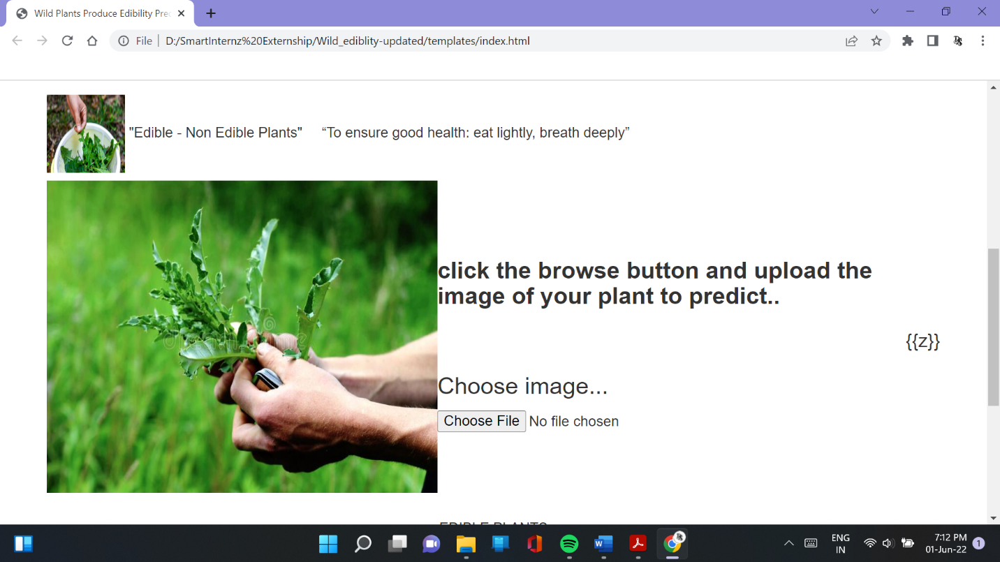 Wild Plants Produce Edibility Pre
File
D:/SmartInternz%20Externship/Wild_ediblity-updated/templates/index.html
"Edible - Non Edible Plants" “To ensure good health: eat lightly, breath deeply”
click the browse button and upload the
image of your plant to predict..
{{z}}
Choose image...
Choose File No file chosen
EDIBLE PLANTS
ENG
IN
7:12 PM
01-Jun-22
1